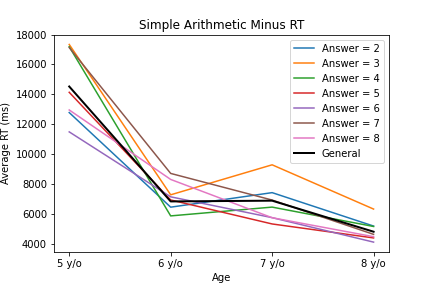 Simple Arithmetic Minus RT
18000
16000
14000
12000
10000
8000
6000
4000
Average RT (ms)
Answer = 2
Answer = 3
Answer = 4
Answer = 5
Answer = 6
Answer = 7
Answer = 8
General
5 y/o 6 y/o 7 y/o 8 y/o
Age